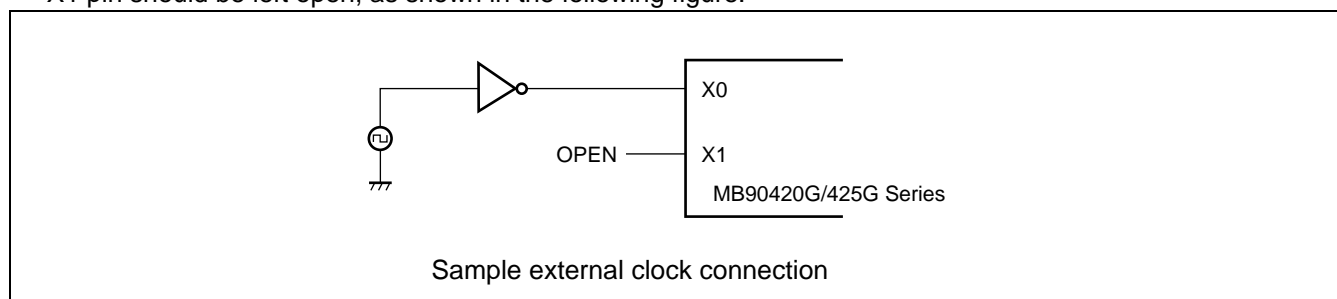 X1 pin should be left open, as shown in the following figure.
X0
OPEN X1
MB90420G/425G Series
Sample external clock connection